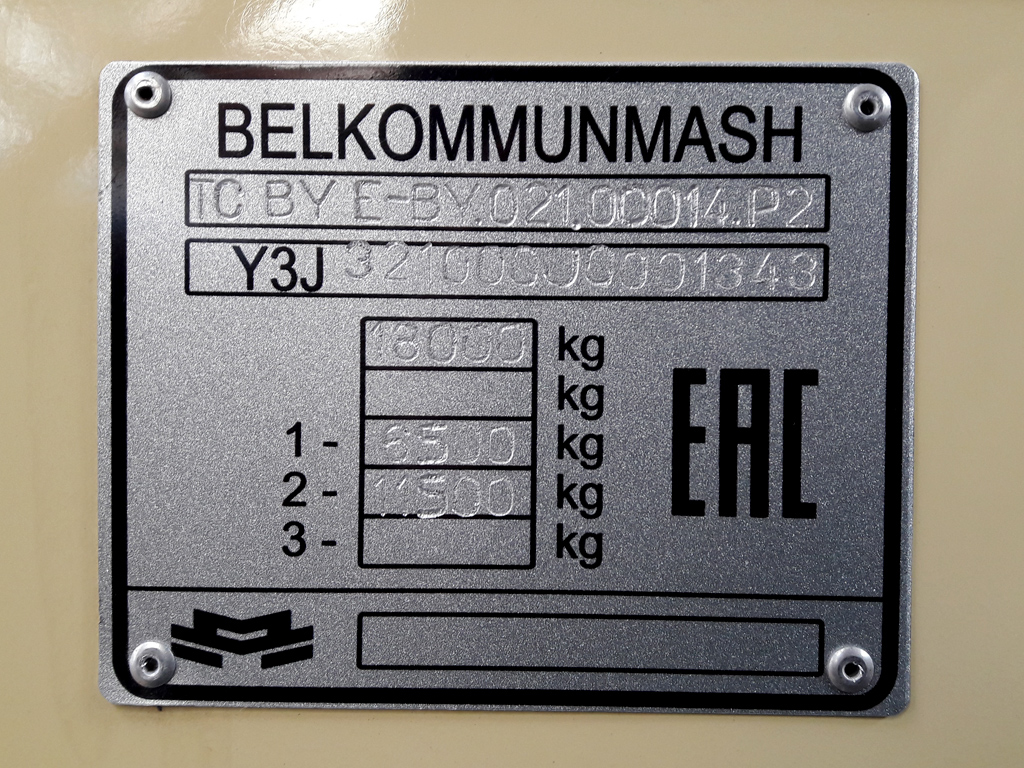 BELKOMMUNMASH
TC BY E-BY.021.00014.P2
Y3J 321000J0001343
18000 kg
kg
1 - 6500 kg
2 - 11500 kg
3 - kg
EAC